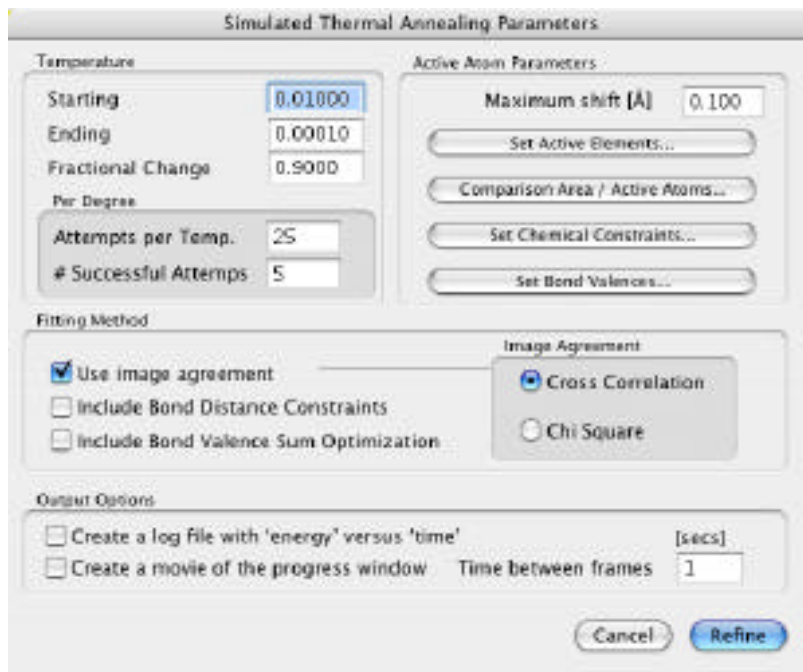 Simulated Thermal Annealing Parameters
Temperature
Starting 0.01000
Ending 0.00010
Fractional Change 0.9000
Per Degree
Attempts per Temp. 25
# Successful Attemps 5
Active Atom Parameters
Maximum shift [Å] 0.100
Set Active Elements...
Comparison Area / Active Atoms...
Set Chemical Constraints...
Set Bond Valences...
Fitting Method
Use image agreement
Include Bond Distance Constraints
Include Bond Valence Sum Optimization
Image Agreement
Cross Correlation
Chi Square
Output Options
Create a log file with 'energy' versus 'time'
Create a movie of the progress window Time between frames
[secs]
1
Cancel Refine